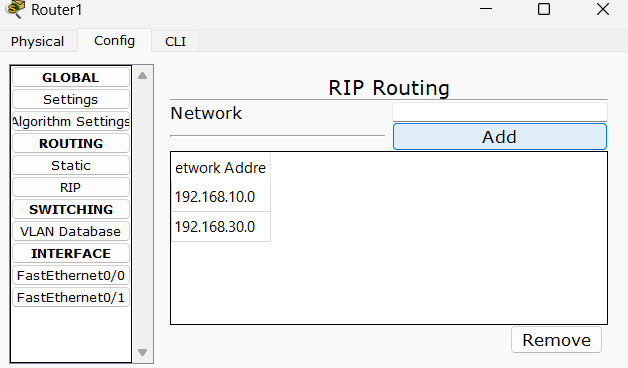 Router1
Physical Config CLI
GLOBAL
Settings
Algorithm Settings
ROUTING
Static
RIP
SWITCHING
VLAN Database
INTERFACE
FastEthernet0/0
FastEthernet0/1
RIP Routing
Network
Add
etwork Addre
192.168.10.0
192.168.30.0
Remove